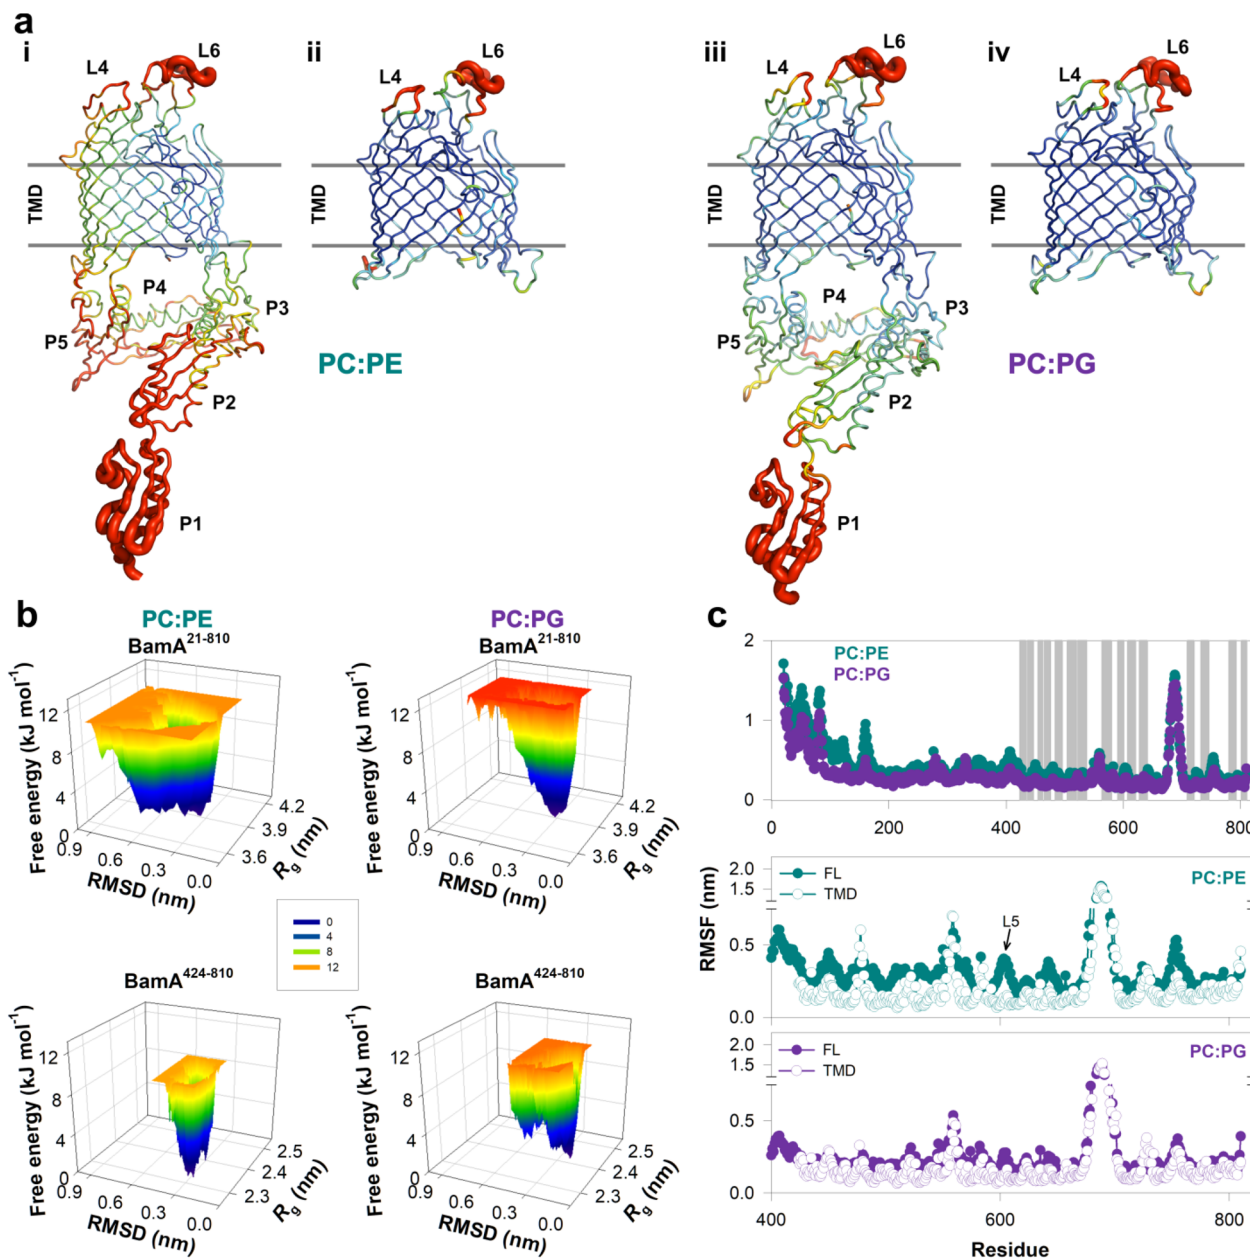 a
i
ii
iii
iv
L4
L6
L4
L6
TMD
TMD
P4
P3
P5
P2
P1
PC:PE
P4
P3
P5
P2
P1
PC:PG
b
PC:PE
BamA21-810
Free energy (kJ mol-1)
12
8
4
0
0.9
0.6
0.3
0.0
RMSD (nm)
4.2
3.9
3.6
Rg (nm)
PC:PG
BamA21-810
Free energy (kJ mol-1)
12
8
4
0
0.9
0.6
0.3
0.0
RMSD (nm)
4.2
3.9
3.6
Rg (nm)
0
4
8
12
BamA424-810
Free energy (kJ mol-1)
12
8
4
0
0.9
0.6
0.3
0.0
RMSD (nm)
2.5
2.4
2.3
Rg (nm)
BamA424-810
Free energy (kJ mol-1)
12
8
4
0
0.9
0.6
0.3
0.0
RMSD (nm)
2.5
2.4
2.3
Rg (nm)
c
2
1
0
PC:PE
PC:PG
0 200 400 600 800
RMSF (nm)
2.0
1.5
0.5
0.0
FL
TMD
L5
PC:PE
2.0
1.5
0.5
0.0
FL
TMD
PC:PG
400 600 800
Residue